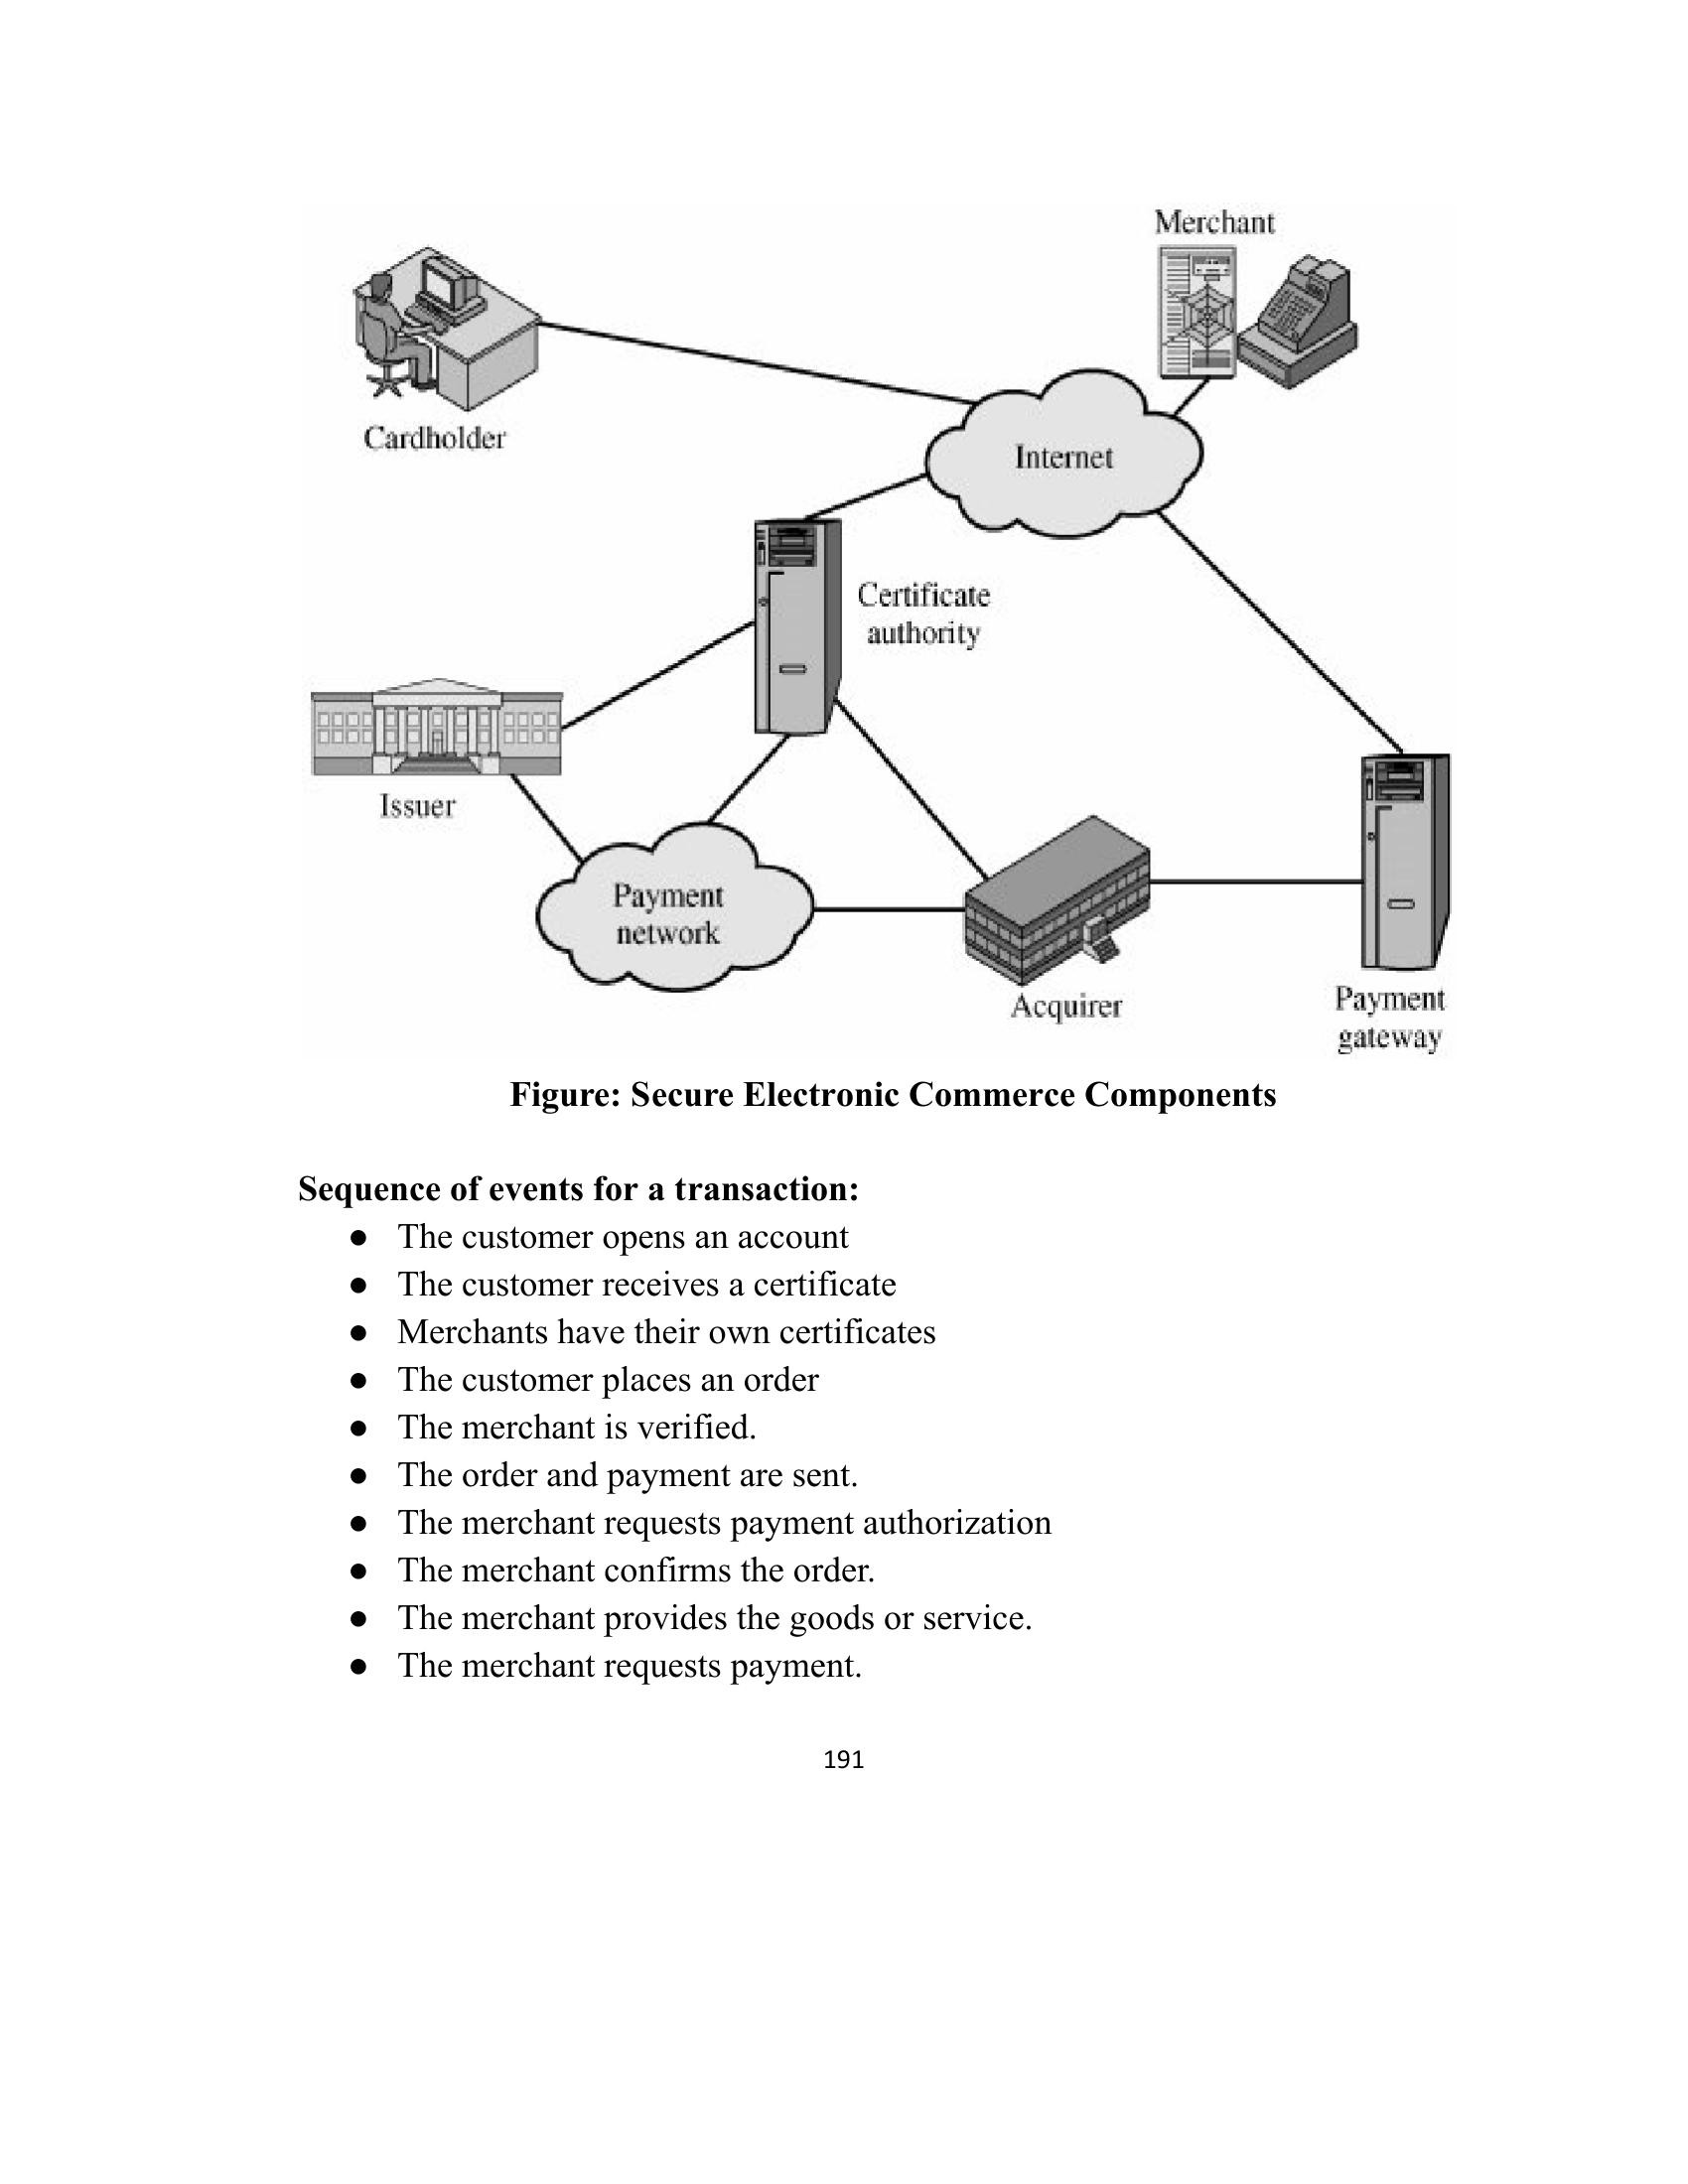 Merchant
Cardholder
Internet
Certificate
authority
Issuer
Payment
network
Acquirer
Payment
gateway
Figure: Secure Electronic Commerce Components
Sequence of events for a transaction:
● The customer opens an account
● The customer receives a certificate
● Merchants have their own certificates
● The customer places an order
● The merchant is verified.
● The order and payment are sent.
● The merchant requests payment authorization
● The merchant confirms the order.
● The merchant provides the goods or service.
● The merchant requests payment.
191